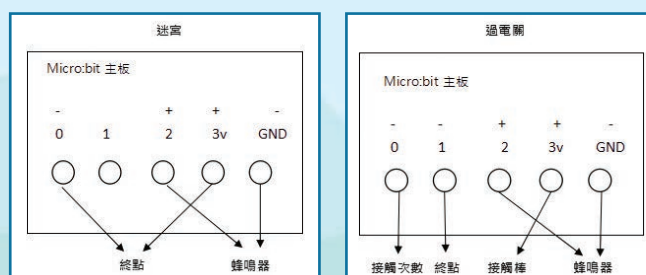 迷宮
Micro:bit 主板
- + + -
0 1 2 3v GND
終點 蜂鳴器
過電關
Micro:bit 主板
- - + + -
0 1 2 3v GND
接觸次數 終點 接觸棒 蜂鳴器